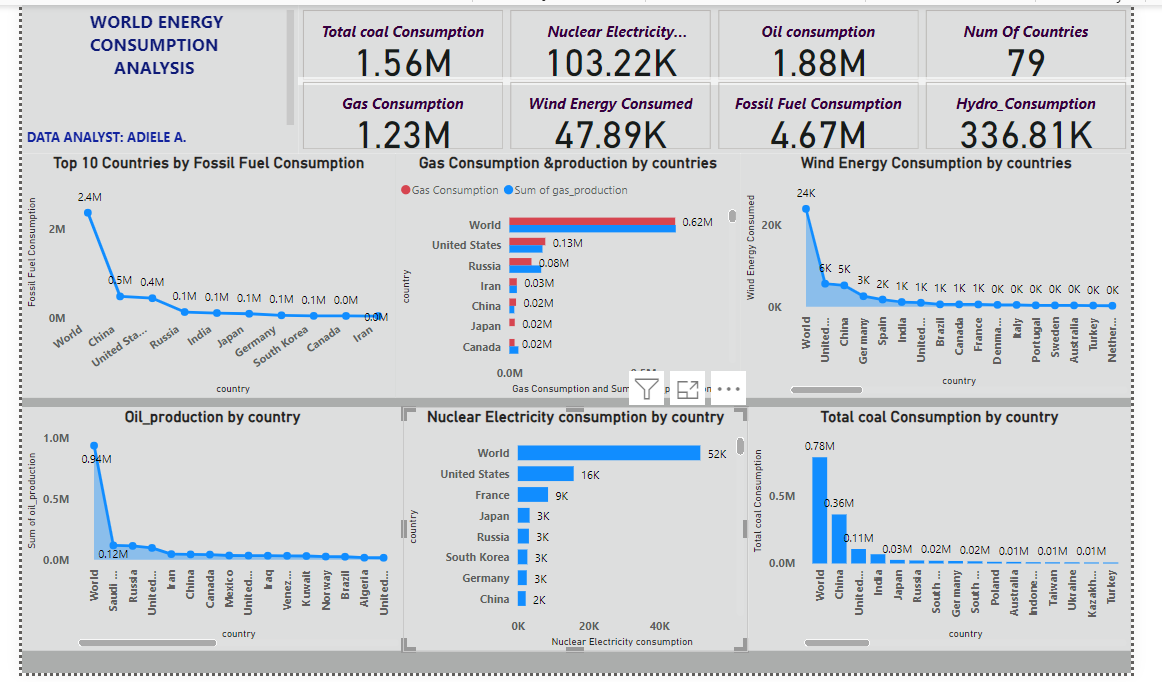 WORLD ENERGY
CONSUMPTION
ANALYSIS
DATA ANALYST: ADIELE A.
Total coal Consumption
1.56M
Nuclear Electricity...
103.22K
Oil consumption
1.88M
Num Of Countries
79
Gas Consumption
1.23M
Wind Energy Consumed
47.89K
Fossil Fuel Consumption
4.67M
Hydro_Consumption
336.81K
Top 10 Countries by Fossil Fuel Consumption
Fossil Fuel Consumption
2M
0M
2.4M
0.5M
0.4M
0.1M
0.1M
0.1M
0.1M
0.1M
0.0M
0.0M
World
China
United Sta...
Russia
India
Japan
Germany
South Korea
Canada
Iran
country
Gas Consumption &production by countries
Gas Consumption
Sum of gas_production
country
World
0.62M
United States
0.13M
Russia
0.08M
Iran
0.03M
China
0.02M
Japan
0.02M
Canada
0.02M
0.0M
Gas Consumption and Sum
Wind Energy Consumption by countries
Wind Energy Consumed
20K
0K
24K
6K
5K
3K
2K
1K
1K
1K
1K
1K
0K
0K
0K
0K
0K
0K
0K
World
United...
China
Germany
Spain
India
United...
Brazil
Canada
France
Denma...
Italy
Portugal
Sweden
Australia
Turkey
Nether...
country
Oil_production by country
Sum of oil_production
1.0M
0.5M
0.0M
0.94M
0.12M
World
Saudi ...
Russia
United...
Iran
China
Canada
Mexico
United...
Iraq
Venez...
Kuwait
Norway
Brazil
Algeria
United...
country
Nuclear Electricity consumption by country
country
World
52K
United States
16K
France
9K
Japan
3K
Russia
3K
South Korea
3K
Germany
3K
China
2K
0K
20K
40K
Nuclear Electricity consumption
Total coal Consumption by country
Total coal Consumption
0.5M
0.0M
0.78M
0.36M
0.11M
0.03M
0.02M
0.02M
0.01M
0.01M
0.01M
World
China
United...
India
Japan
Russia
South ...
Germany
South ...
Poland
Australia
Indone...
Taiwan
Ukraine
Kazakh...
Turkey
country